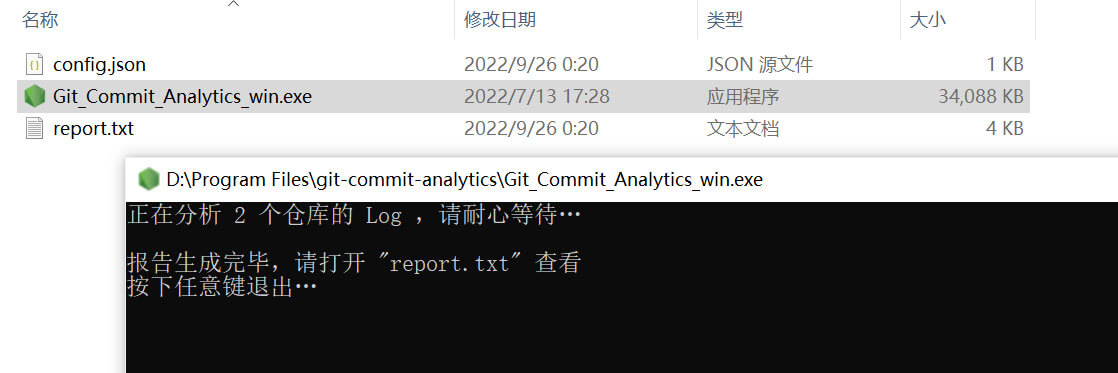 名称 修改日期 类型 大小
config.json 2022/9/26 0:20 JSON 源文件 1 KB
Git_Commit_Analytics_win.exe 2022/7/13 17:28 应用程序 34,088 KB
report.txt 2022/9/26 0:20 文本文档 4 KB
D:\Program Files\git-commit-analytics\Git_Commit_Analytics_win.exe
正在分析 2 个仓库的 Log ，请耐心等待…
报告生成完毕，请打开 "report.txt" 查看
按下任意键退出…